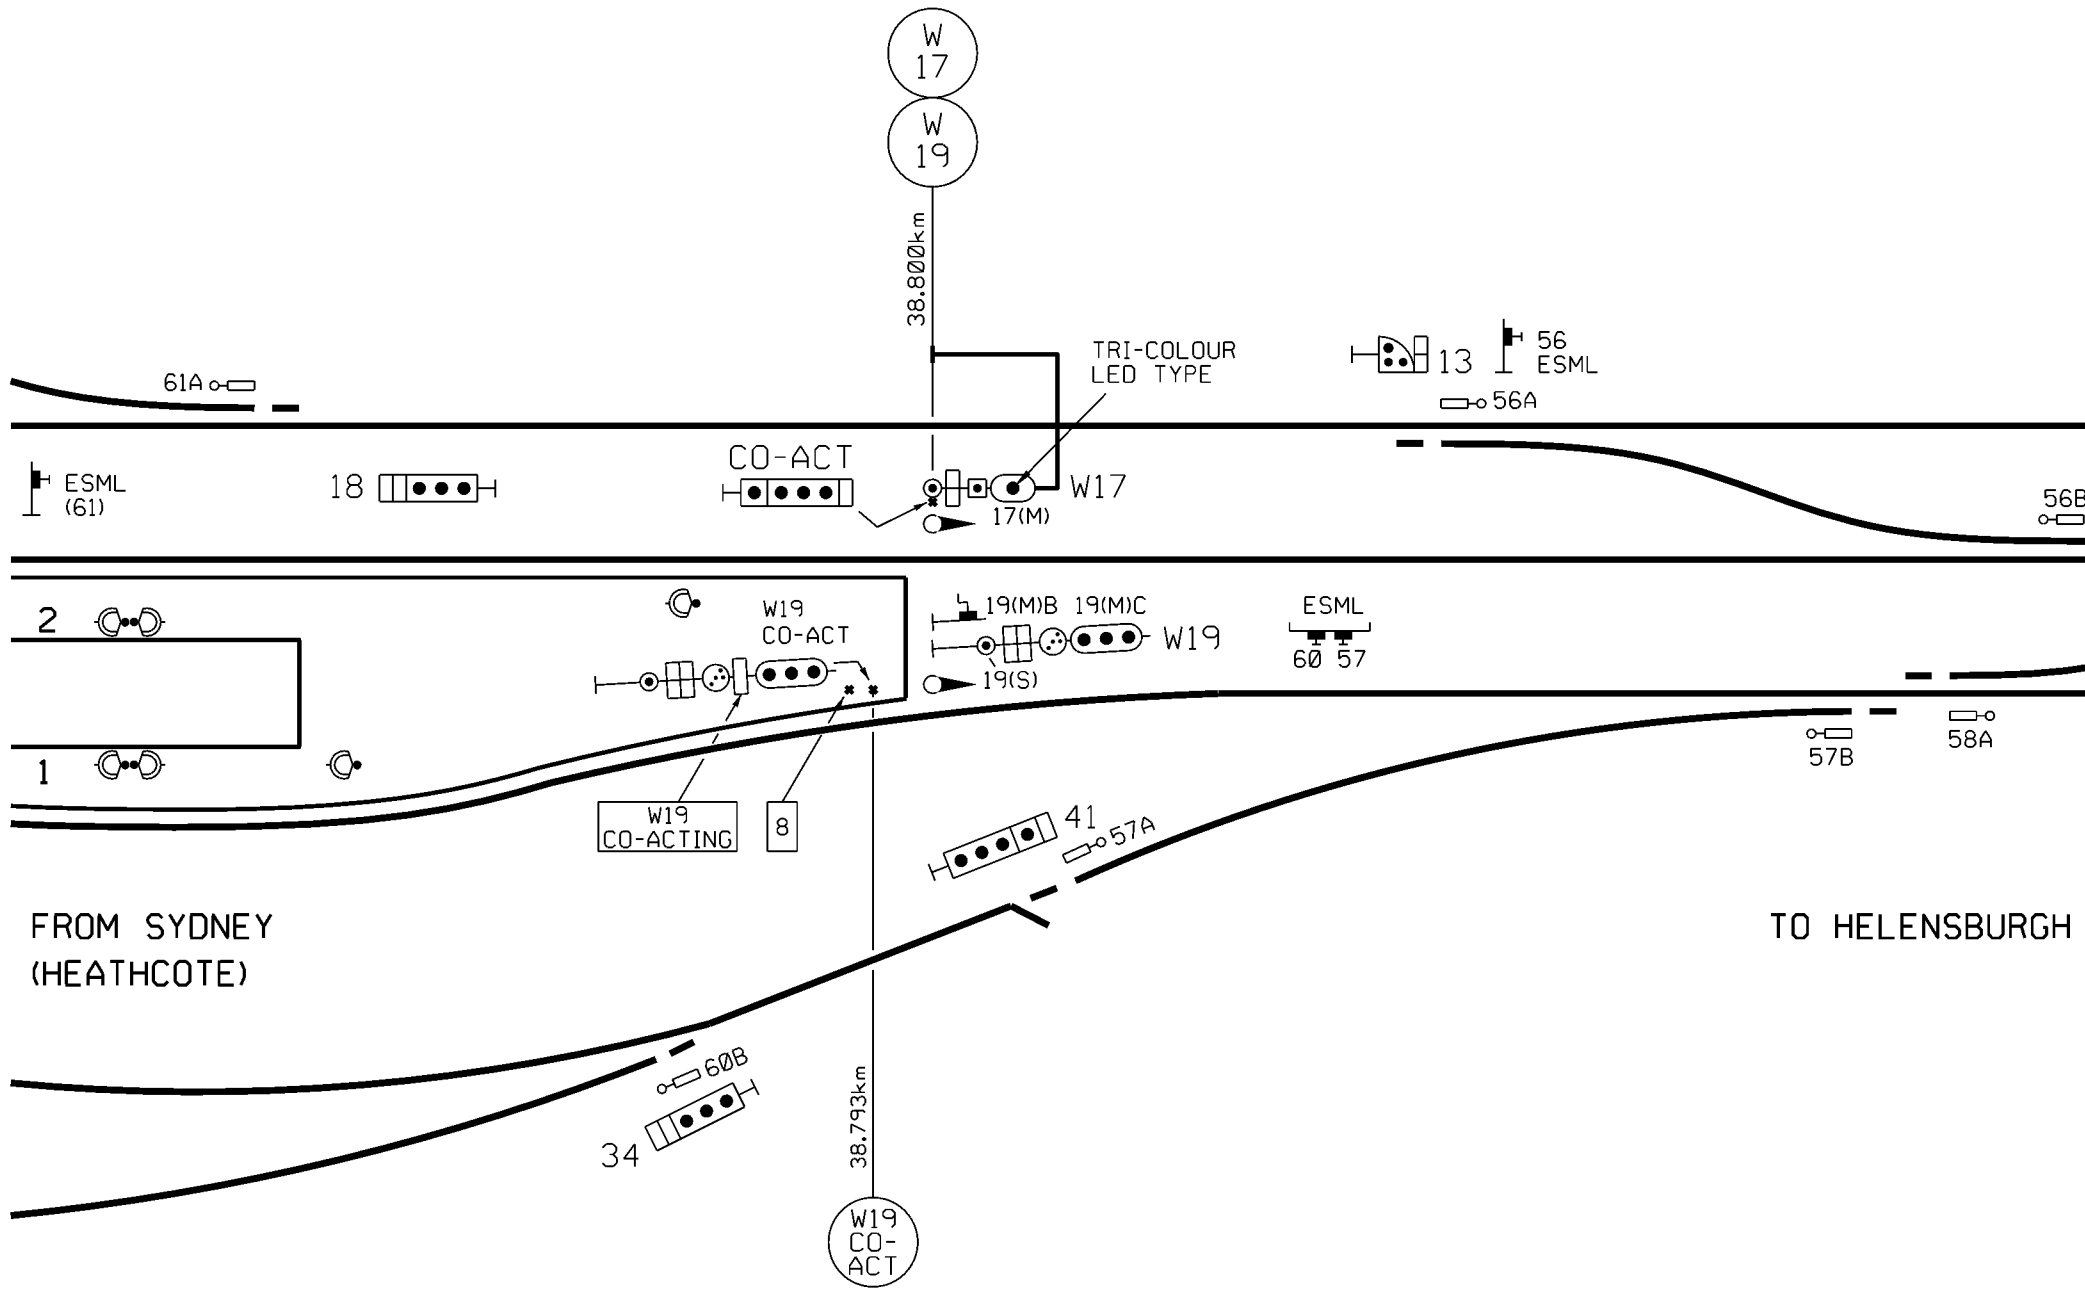 W
17
W
19
38.800km
TRI-COLOUR
LED TYPE
13
56
ESML
61A
56A
CO-ACT
ESML
(61)
18
W17
17(M)
56B
2
W19
CO-ACT
19(M)B
19(M)C
W19
19(S)
ESML
60 57
1
57B
58A
W19
CO-ACTING
8
41
57A
FROM SYDNEY
(HEATHCOTE)
TO HELENSBURGH
60B
34
38.793km
W19
CO-
ACT